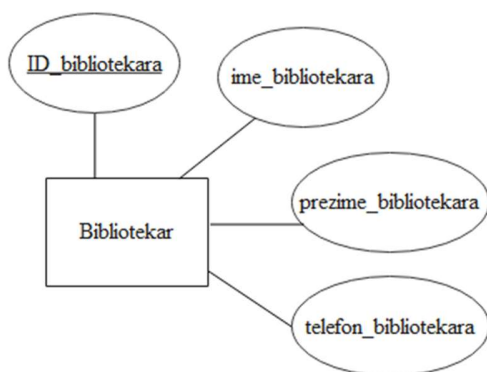 ID_bibliotekara
ime_bibliotekara
prezime_bibliotekara
Bibliotekar
telefon_bibliotekara